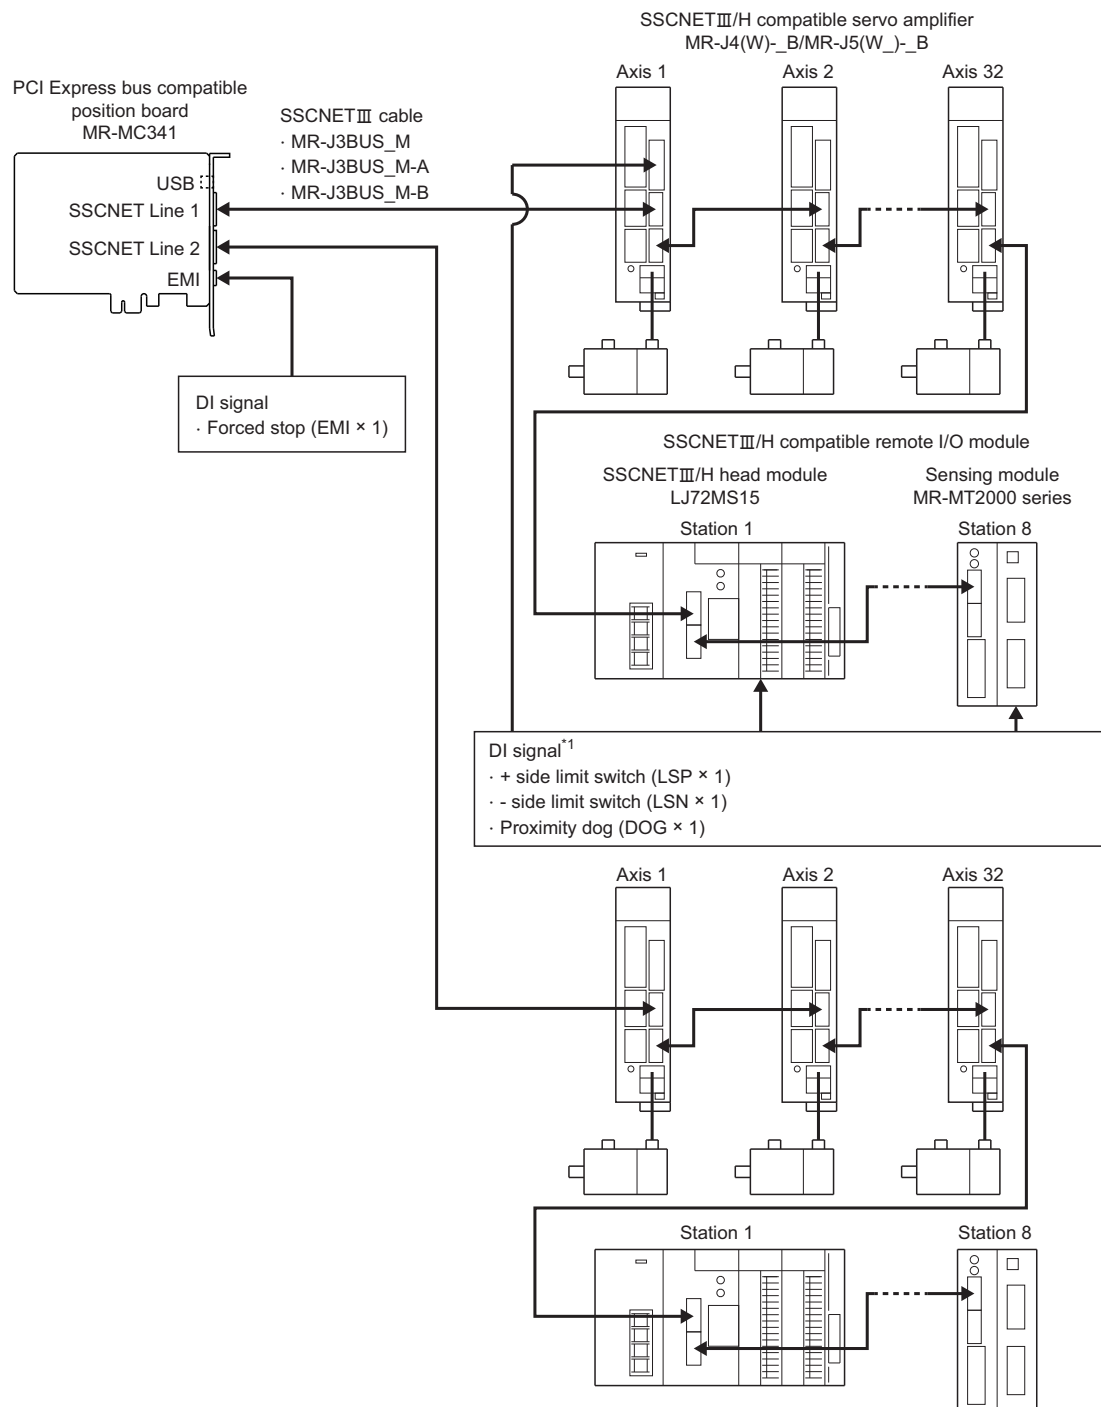 SSCNETⅢ/H compatible servo amplifier
MR-J4(W)-_B/MR-J5(W_)-_B
Axis 1
Axis 2
Axis 32
PCI Express bus compatible
position board
MR-MC341
SSCNETⅢ cable
· MR-J3BUS_M
· MR-J3BUS_M-A
· MR-J3BUS_M-B
USB
SSCNET Line 1
SSCNET Line 2
EMI
DI signal
· Forced stop (EMI × 1)
SSCNETⅢ/H compatible remote I/O module
SSCNETⅢ/H head module
LJ72MS15
Station 1
Sensing module
MR-MT2000 series
Station 8
DI signal*1
· + side limit switch (LSP × 1)
· - side limit switch (LSN × 1)
· Proximity dog (DOG × 1)
Axis 1
Axis 2
Axis 32
Station 1
Station 8